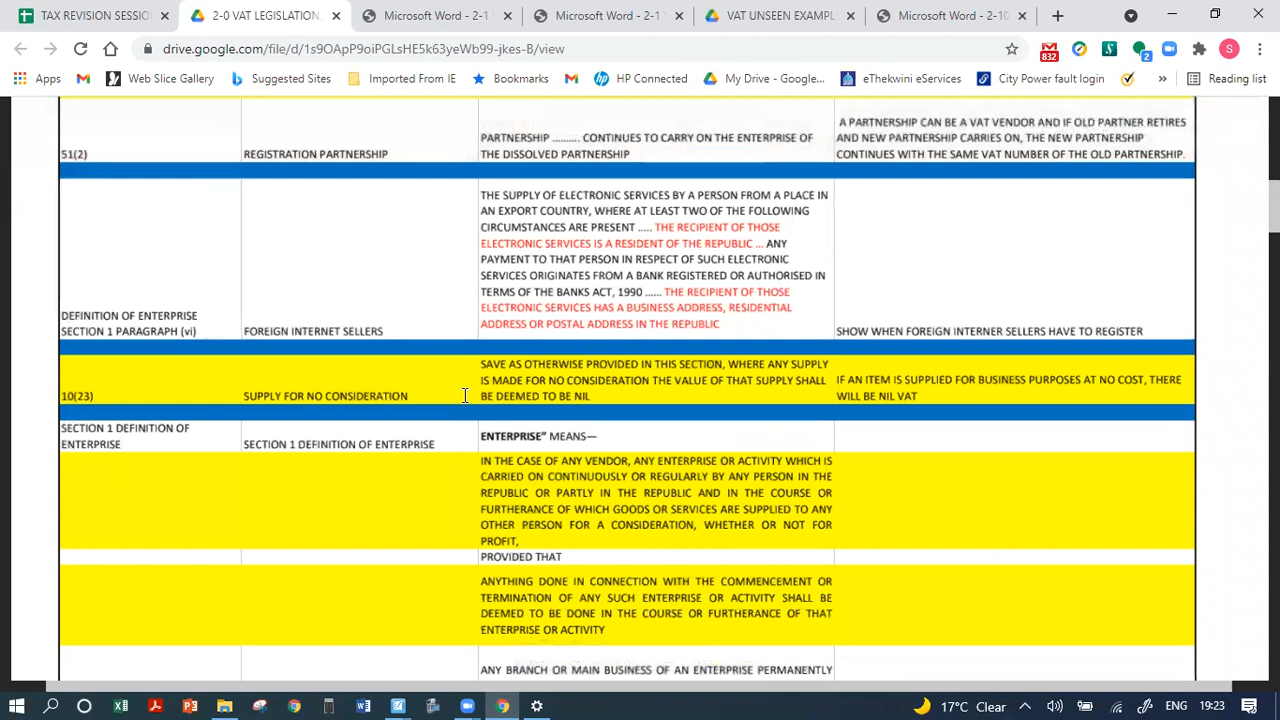 TAX REVISION SESSIO
2-0 VAT LEGISLATION.
Microsoft Word - 2-1
Microsoft Word - 2-1
VAT UNSEEN EXAMPL
Microsoft Word - 2-10
drive.google.com/file/d/1s9OApP9oiPGLsHE5k63yeWb99-jkes-B/view
832
2
S
Apps
Web Slice Gallery
Suggested Sites
Imported From IE
Bookmarks
HP Connected
My Drive - Google...
eThekwini eServices
City Power fault login
»
Reading list
51(2)
REGISTRATION PARTNERSHIP
PARTNERSHIP .......... CONTINUES TO CARRY ON THE ENTERPRISE OF
THE DISSOLVED PARTNERSHIP
A PARTNERSHIP CAN BE A VAT VENDOR AND IF OLD PARTNER RETIRES
AND NEW PARTNERSHIP CARRIES ON, THE NEW PARTNERSHIP
CONTINUES WITH THE SAME VAT NUMBER OF THE OLD PARTNERSHIP.
DEFINITION OF ENTERPRISE
SECTION 1 PARAGRAPH (vi)
FOREIGN INTERNET SELLERS
THE SUPPLY OF ELECTRONIC SERVICES BY A PERSON FROM A PLACE IN
AN EXPORT COUNTRY, WHERE AT LEAST TWO OF THE FOLLOWING
CIRCUMSTANCES ARE PRESENT ..... THE RECIPIENT OF THOSE
ELECTRONIC SERVICES IS A RESIDENT OF THE REPUBLIC ... ANY
PAYMENT TO THAT PERSON IN RESPECT OF SUCH ELECTRONIC
SERVICES ORIGINATES FROM A BANK REGISTERED OR AUTHORISED IN
TERMS OF THE BANKS ACT, 1990 ...... THE RECIPIENT OF THOSE
ELECTRONIC SERVICES HAS A BUSINESS ADDRESS, RESIDENTIAL
ADDRESS OR POSTAL ADDRESS IN THE REPUBLIC
SHOW WHEN FOREIGN INTERNER SELLERS HAVE TO REGISTER
10(23)
SUPPLY FOR NO CONSIDERATION
SAVE AS OTHERWISE PROVIDED IN THIS SECTION, WHERE ANY SUPPLY
IS MADE FOR NO CONSIDERATION THE VALUE OF THAT SUPPLY SHALL
BE DEEMED TO BE NIL
IF AN ITEM IS SUPPLIED FOR BUSINESS PURPOSES AT NO COST, THERE
WILL BE NIL VAT
SECTION 1 DEFINITION OF
ENTERPRISE
SECTION 1 DEFINITION OF ENTERPRISE
ENTERPRISE” MEANS—
IN THE CASE OF ANY VENDOR, ANY ENTERPRISE OR ACTIVITY WHICH IS
CARRIED ON CONTINUOUSLY OR REGULARLY BY ANY PERSON IN THE
REPUBLIC OR PARTLY IN THE REPUBLIC AND IN THE COURSE OR
FURTHERANCE OF WHICH GOODS OR SERVICES ARE SUPPLIED TO ANY
OTHER PERSON FOR A CONSIDERATION, WHETHER OR NOT FOR
PROFIT,
PROVIDED THAT
ANYTHING DONE IN CONNECTION WITH THE COMMENCEMENT OR
TERMINATION OF ANY SUCH ENTERPRISE OR ACTIVITY SHALL BE
DEEMED TO BE DONE IN THE COURSE OR FURTHERANCE OF THAT
ENTERPRISE OR ACTIVITY
ANY BRANCH OR MAIN BUSINESS OF AN ENTERPRISE PERMANENTLY
17°C Clear
ENG
19:23